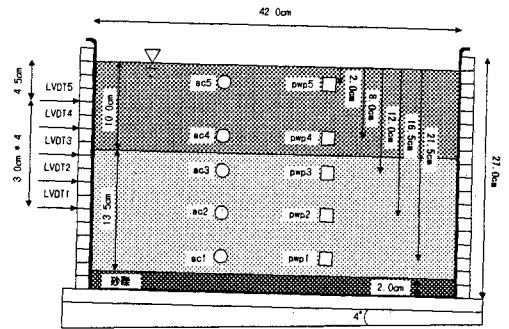 42.0cm
4.5cm
LVDT5
LVDT4
LVDT3
LVDT2
LVDT1
3.0cm*4
10.0cm
13.5cm
ac5
ac4
ac3
ac2
ac1
pwp5
pwp4
pwp3
pwp2
pwp1
2.0cm
8.0cm
12.0cm
16.5cm
21.5cm
27.0cm
砂礫
2.0cm
4°